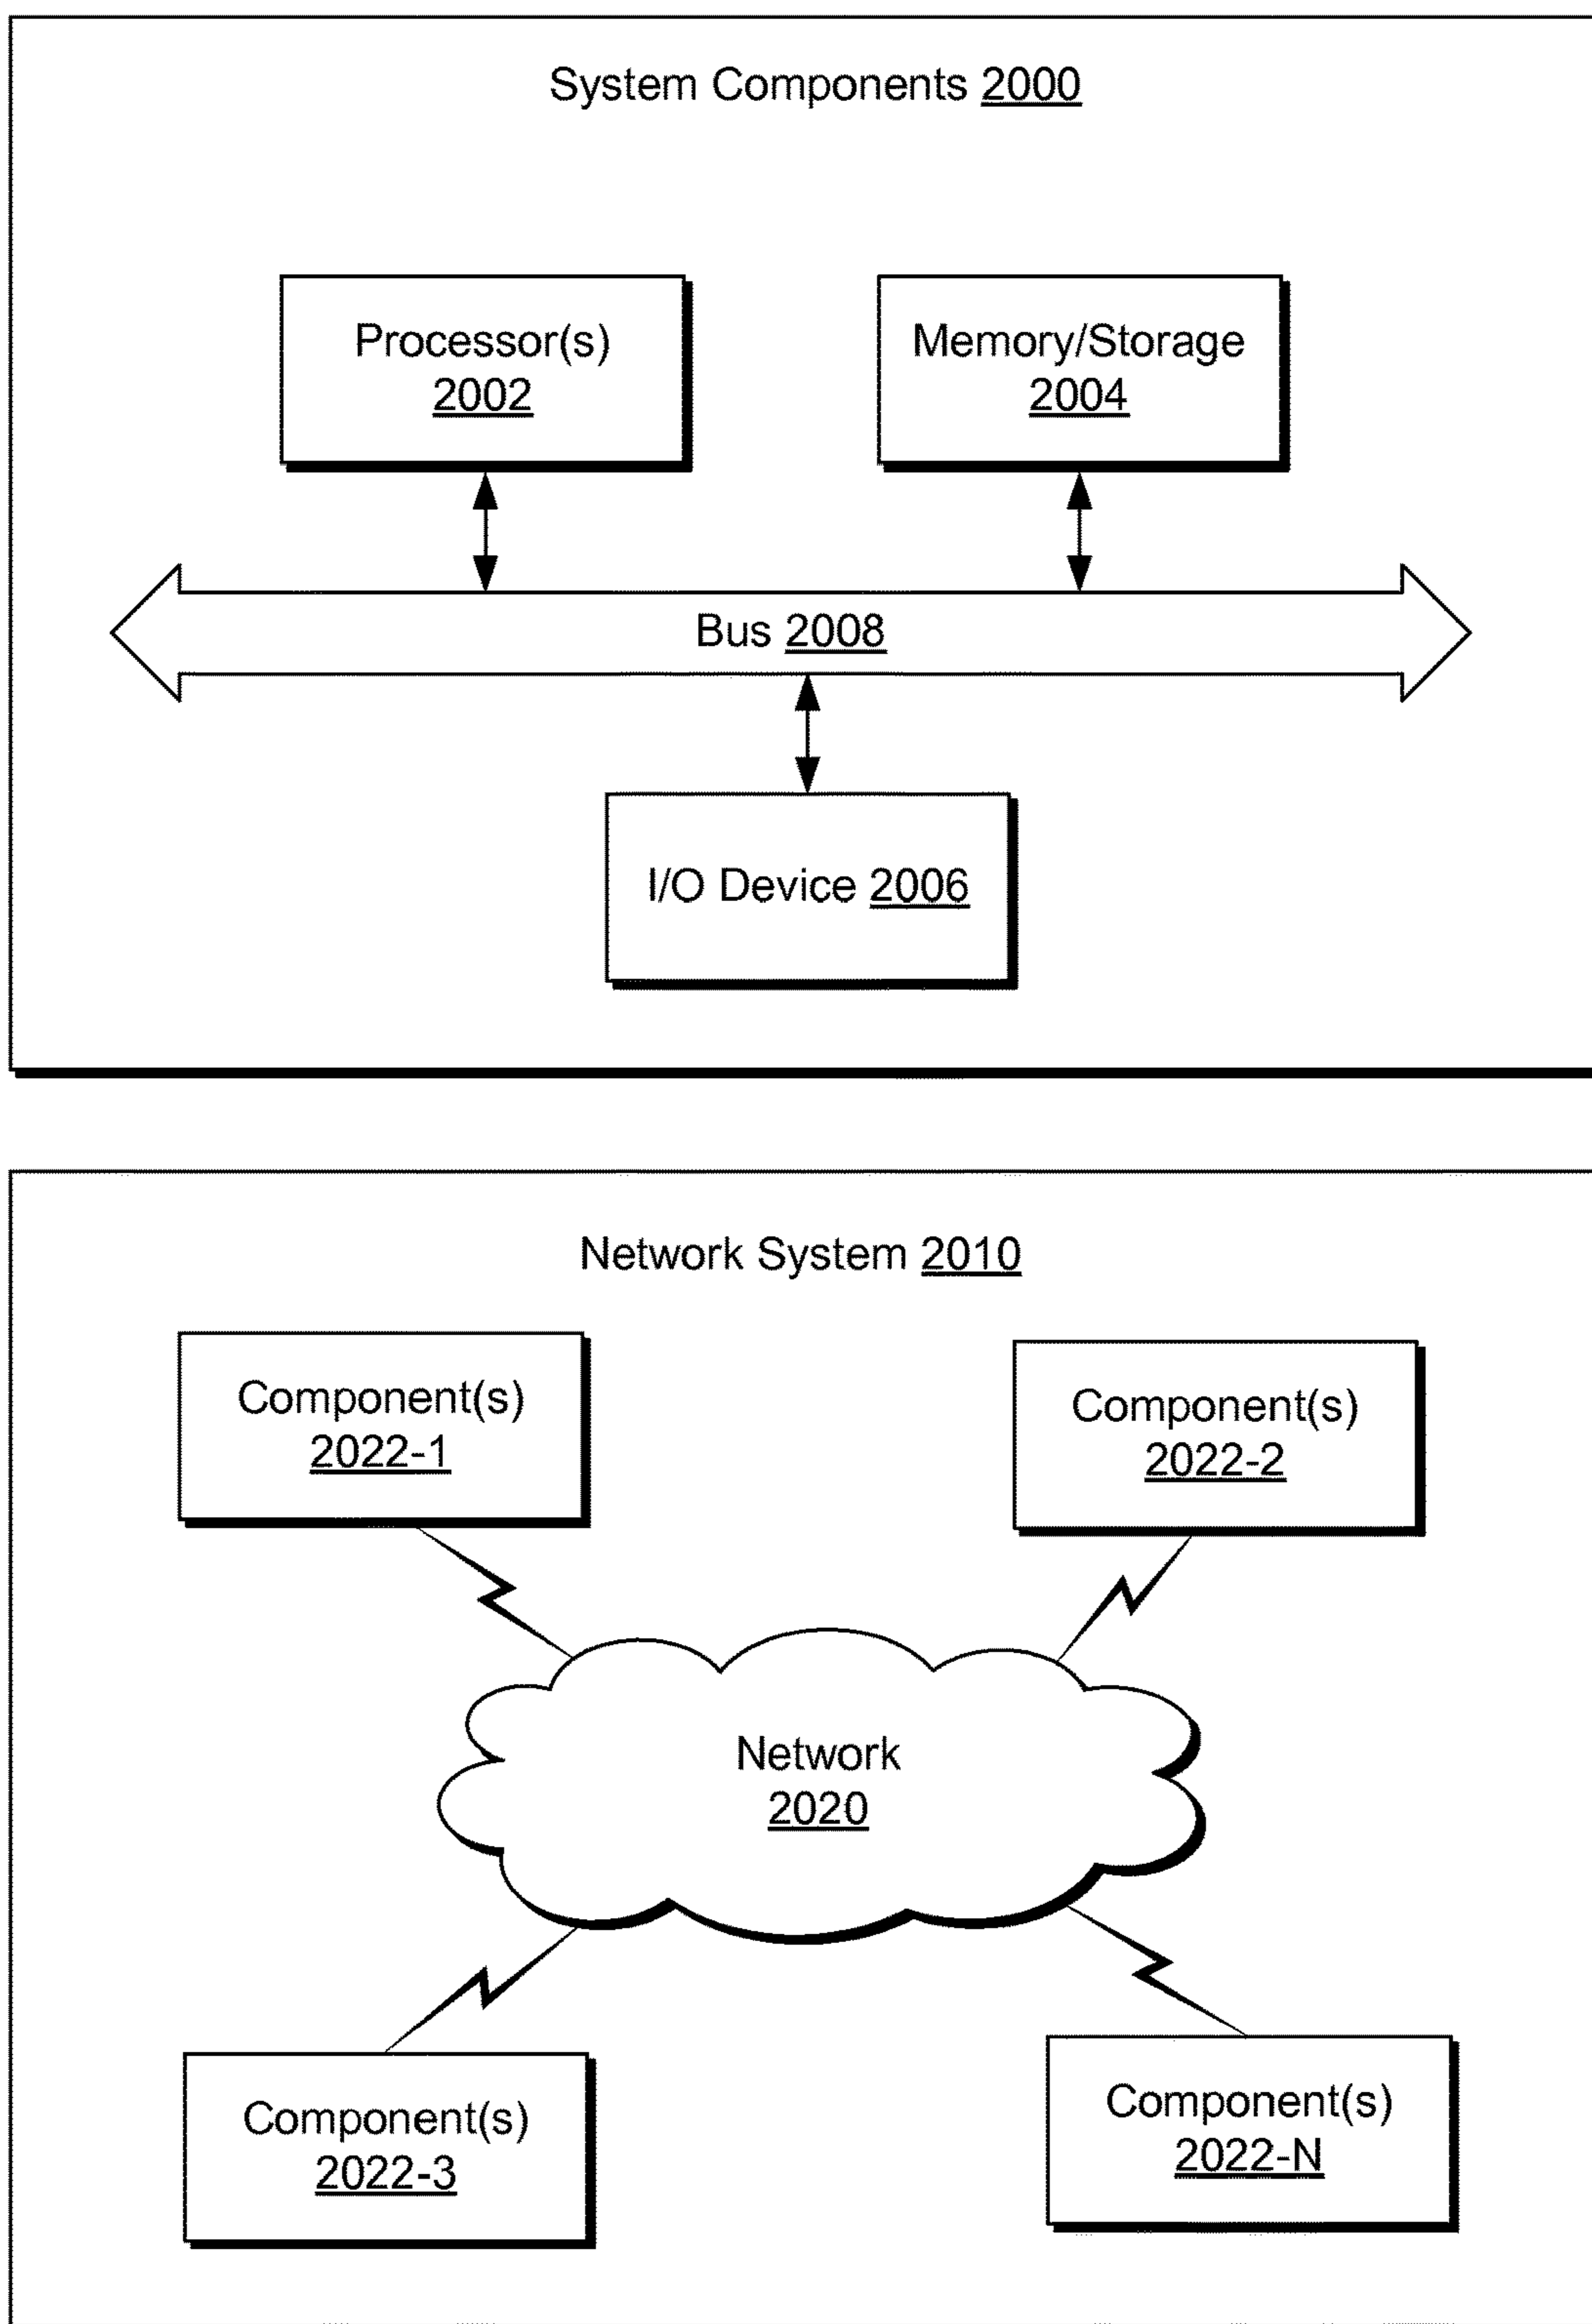 System Components 2000
Processor(s)
2002
Memory/Storage
2004
Bus 2008
I/O Device 2006
Network System 2010
Component(s)
2022-1
Component(s)
2022-2
Network
2020
Component(s)
2022-3
Component(s)
2022-N